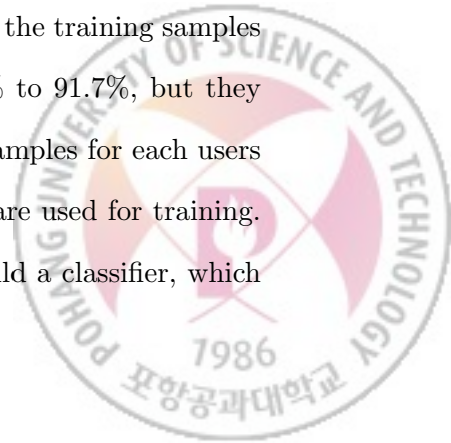 the training samples
% to 91.7%, but they
amples for each users
are used for training.
ld a classifier, which
POHANG UNIVERSITY OF SCIENCE AND TECHNOLOGY
1986
포항공과대학교